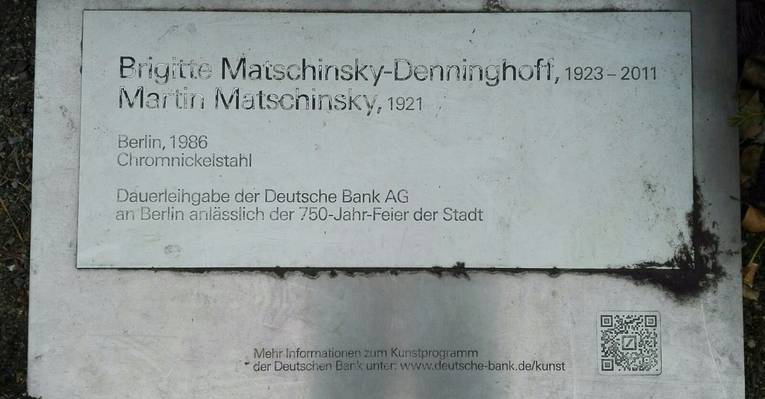 Brigitte Matschinsky-Denninghoff, 1923 – 2011
Martin Matschinsky, 1921
Berlin, 1986
Chromnickelstahl
Dauerleihgabe der Deutsche Bank AG
an Berlin anlässlich der 750-Jahr-Feier der Stadt
Mehr Informationen zum Kunstprogramm
der Deutschen Bank unter: www.deutsche-bank.de/kunst